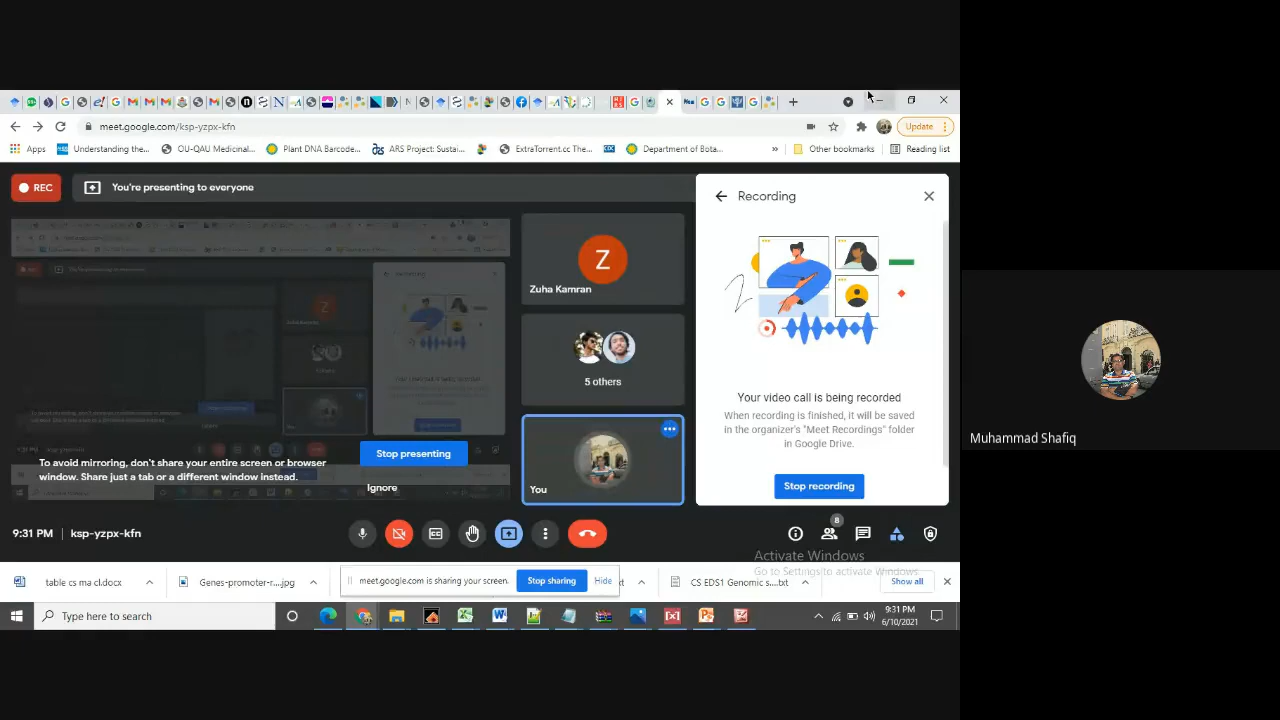 meet.google.com/ksp-yzpx-kfn
Update
Apps
Understanding the...
OU-QAU Medicinal...
Plant DNA Barcode...
ARS Project: Sustai...
ExtraTorrent.cc The...
Department of Bota...
»
Other bookmarks
Reading list
REC
You're presenting to everyone
Recording
Z
Zuha Kamran
5 others
You
To avoid mirroring, don't share your entire screen or browser
window. Share just a tab or a different window instead.
Stop presenting
Ignore
Your video call is being recorded
When recording is finished, it will be saved
in the organizer's "Meet Recordings" folder
in Google Drive.
Stop recording
Muhammad Shafiq
9:31 PM | ksp-yzpx-kfn
8
Activate Windows
Go to Settings to activate Windows.
table cs ma cl.docx
Genes-promoter-r....jpg
meet.google.com is sharing your screen.
Stop sharing
Hide
CS EDS1 Genomic s....txt
Show all
Type here to search
9:31 PM
6/10/2021